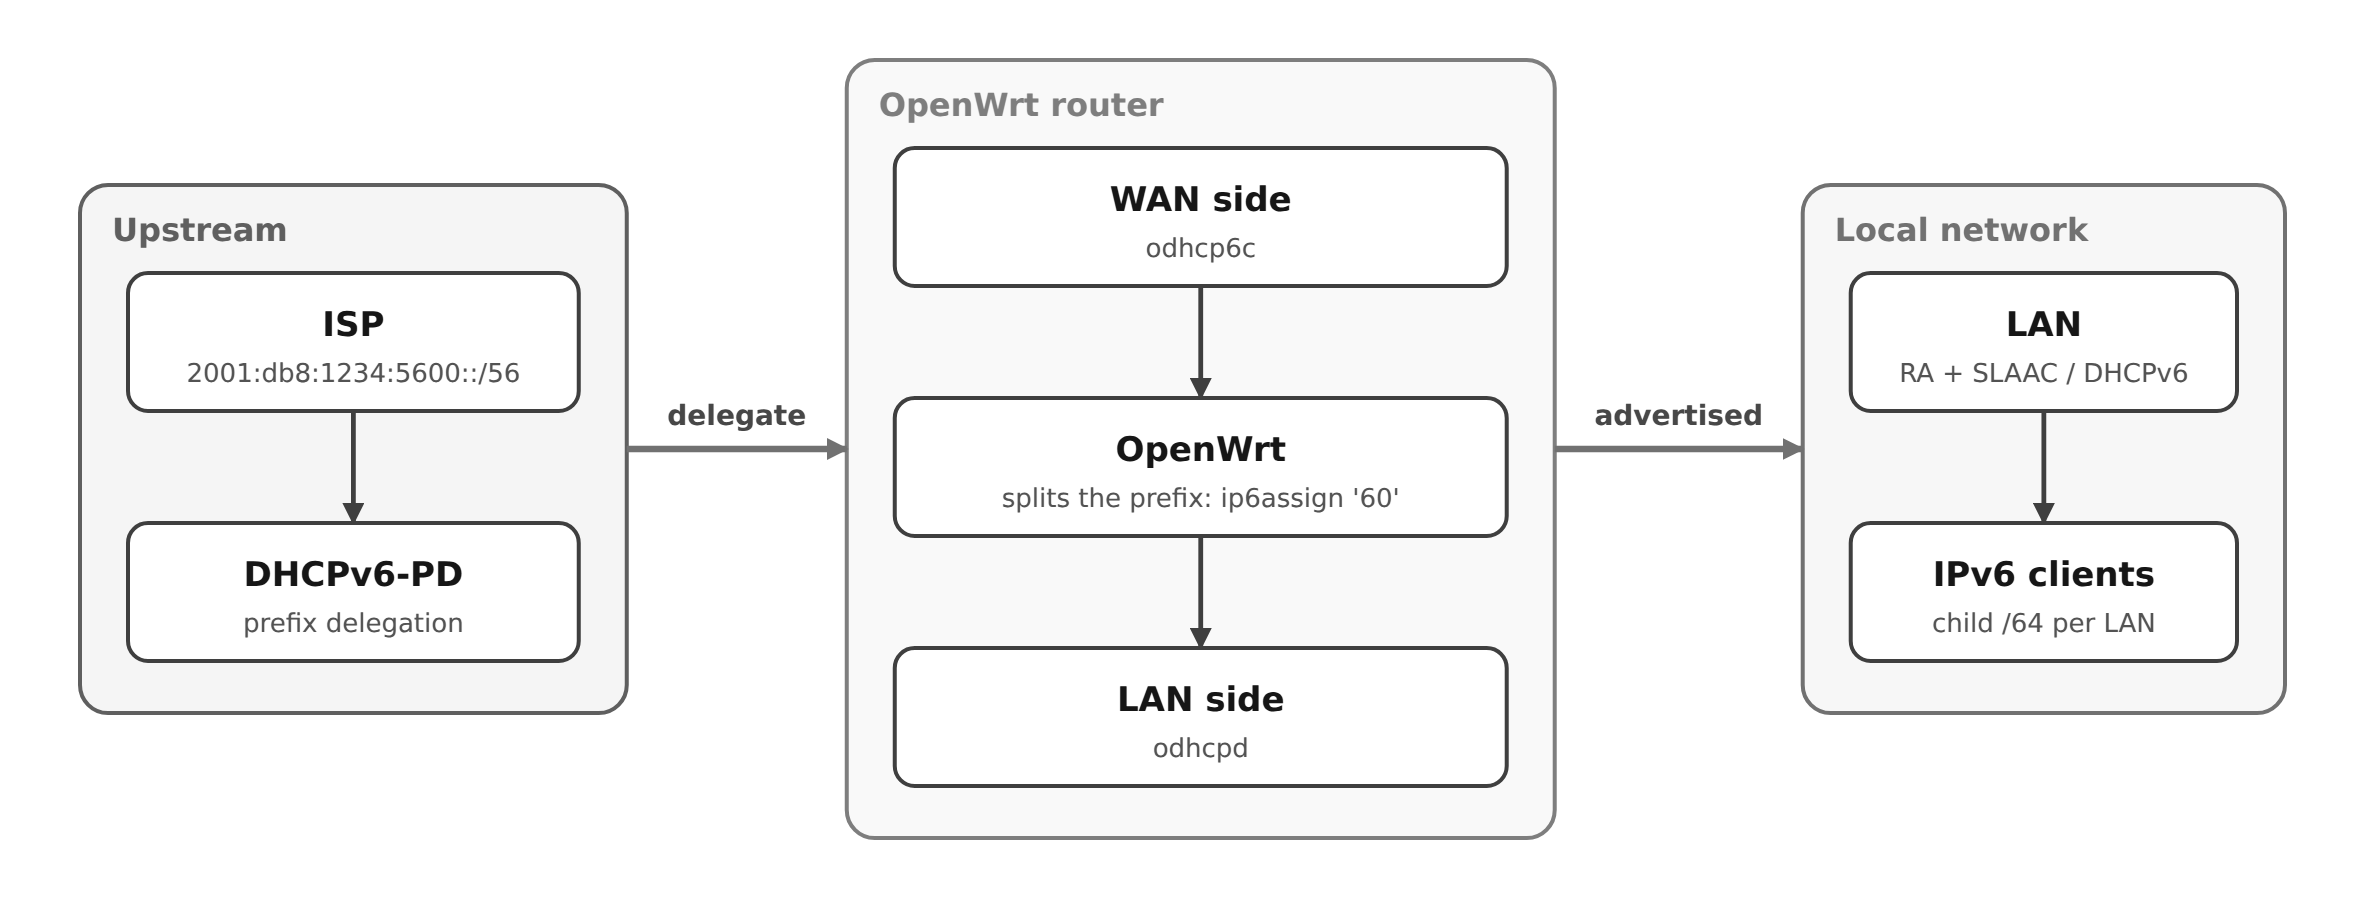 Upstream
ISP
2001:db8:1234:5600::/56
DHCPv6-PD
prefix delegation
delegate
OpenWrt router
WAN side
odhcp6c
OpenWrt
splits the prefix: ip6assign '60'
LAN side
odhcpd
advertised
Local network
LAN
RA + SLAAC / DHCPv6
IPv6 clients
child /64 per LAN